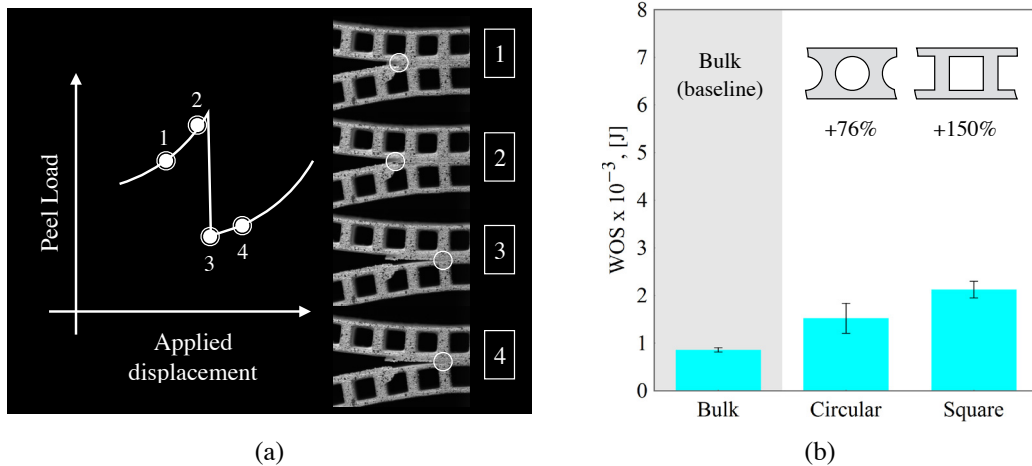 Peel Load
1
2
3
4
Applied
displacement
1
2
3
4
(a)
WOS x 10⁻³, [J]
8
7
6
5
4
3
2
1
0
Bulk
(baseline)
+76%
+150%
Bulk
Circular
Square
(b)